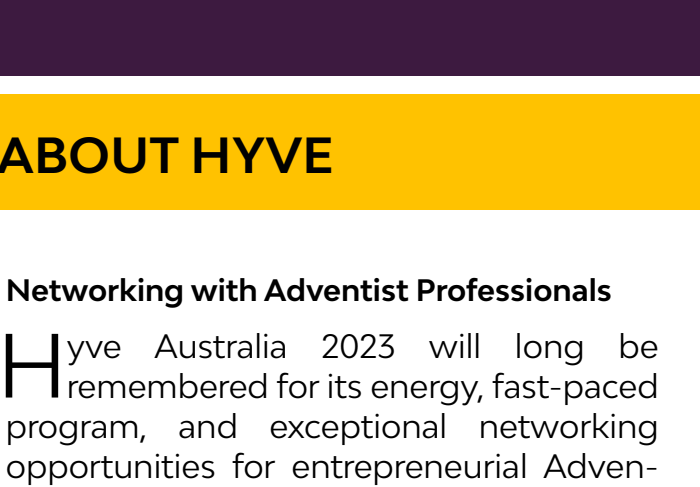 ABOUT HYVE
Networking with Adventist Professionals
Hyve Australia 2023 will long be
remembered for its energy, fast-paced
program, and exceptional networking
opportunities for entrepreneurial Adven-